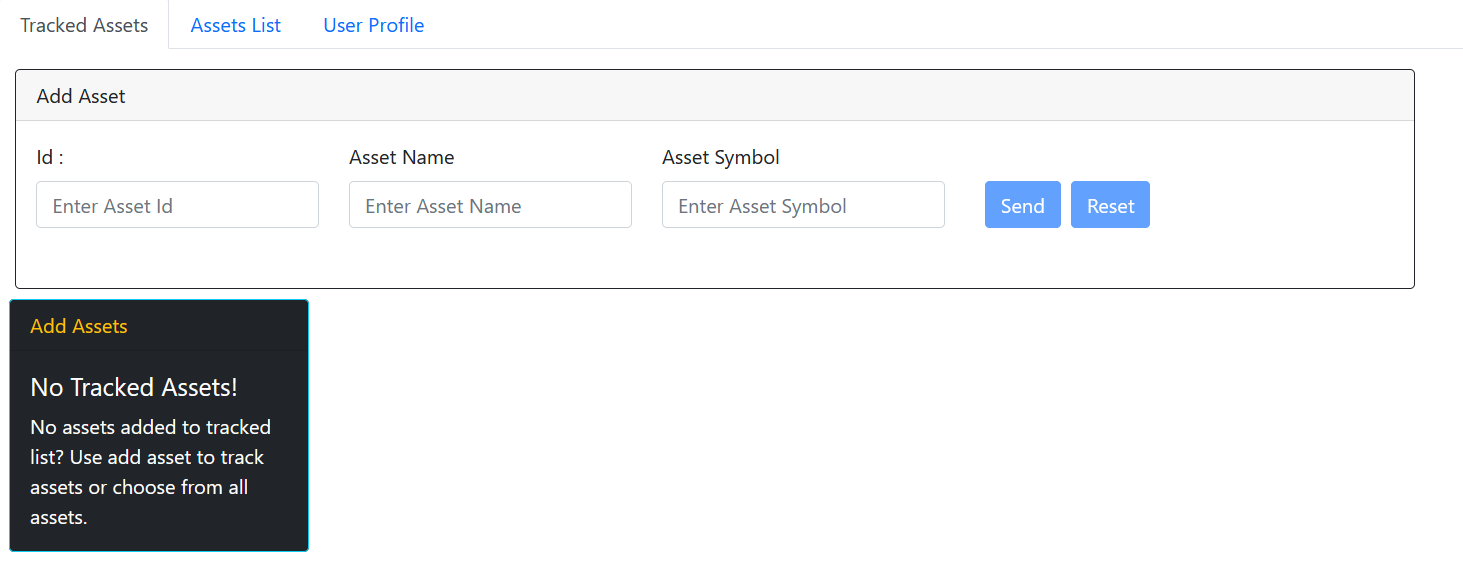 Tracked Assets Assets List User Profile
Add Asset
Id : Asset Name Asset Symbol
Enter Asset Id Enter Asset Name Enter Asset Symbol Send Reset
Add Assets
No Tracked Assets!
No assets added to tracked
list? Use add asset to track
assets or choose from all
assets.